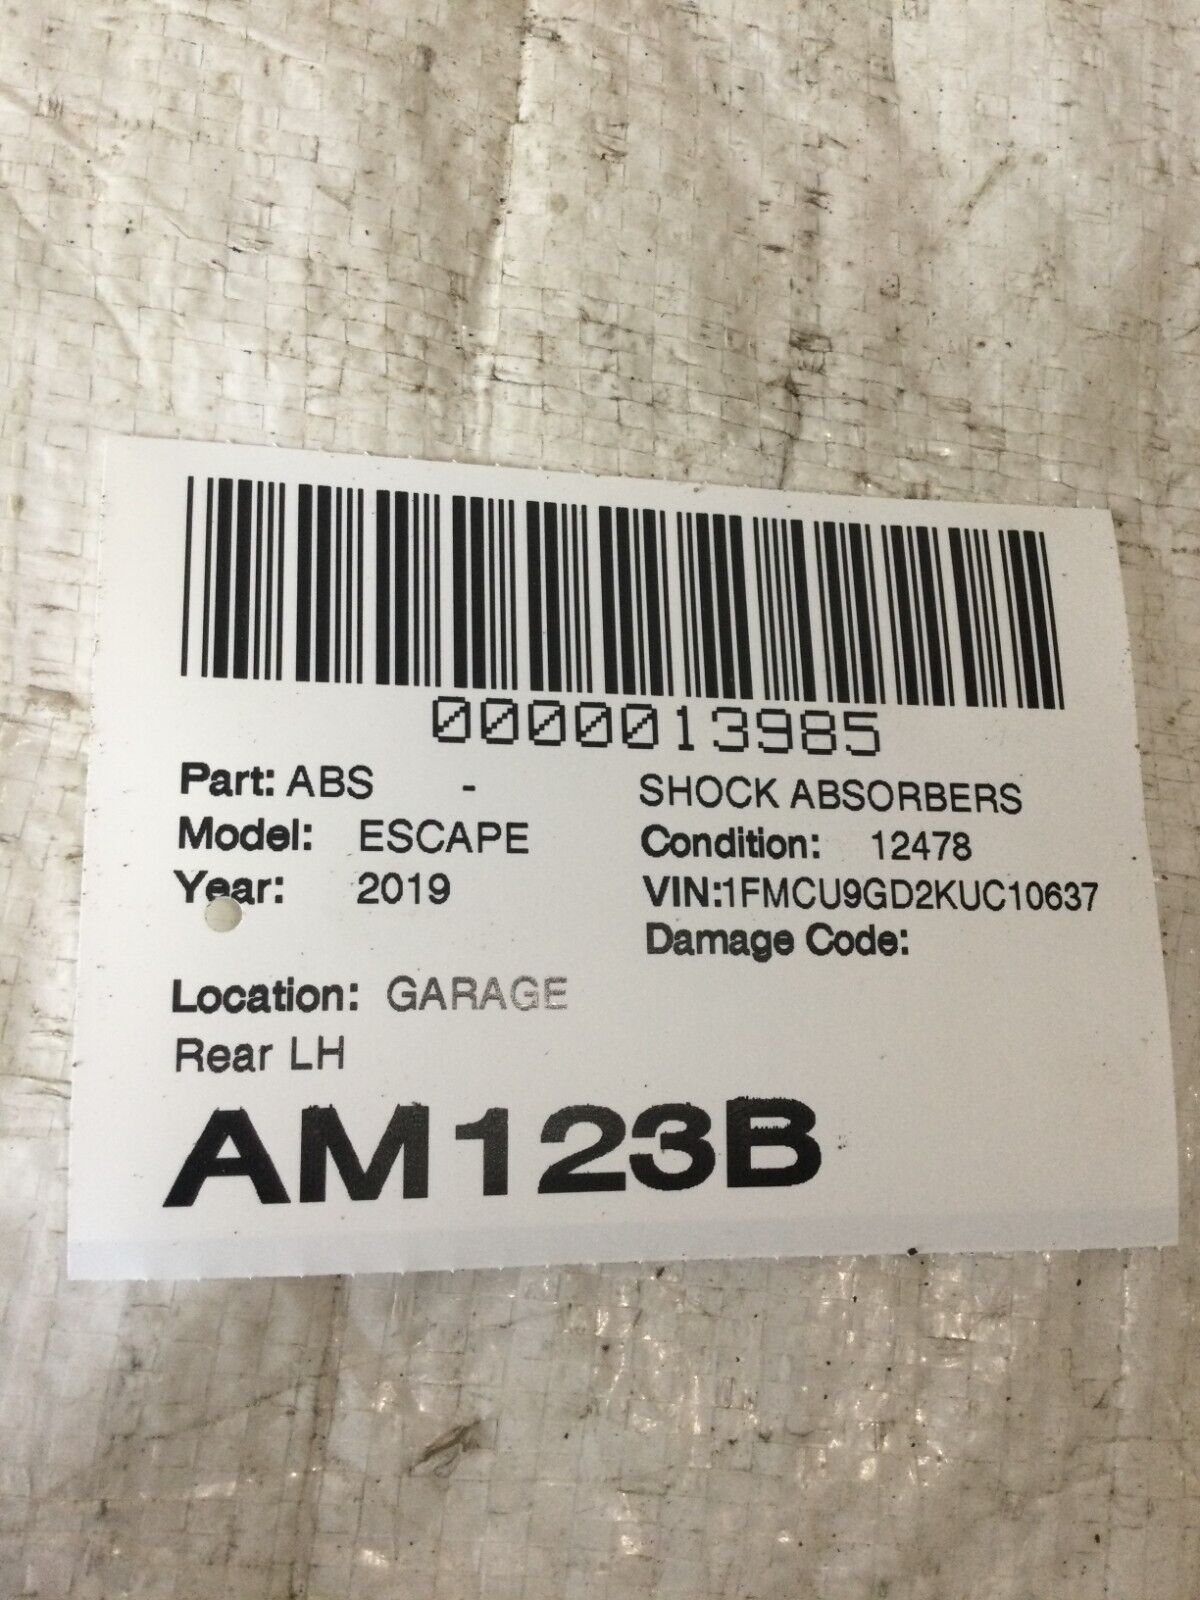 0000013985
Part: ABS - SHOCK ABSORBERS
Model: ESCAPE Condition: 12478
Year: 2019 VIN:1FMCU9GD2KUC10637
Damage Code:
Location: GARAGE
Rear LH
AM123B